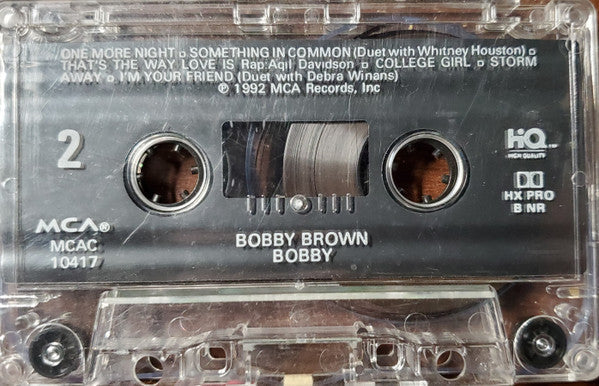 ONE MORE NIGHT ▫ SOMETHING IN COMMON (Duet with Whitney Houston) ▫
THAT'S THE WAY LOVE IS Rap: Aqil Davidson ▫ COLLEGE GIRL ▫ STORM
AWAY ▫ I'M YOUR FRIEND (Duet with Debra Winans)
℗ 1992 MCA Records, Inc
2
HiQ
HIGH QUALITY
HX PRO
B NR
MCA®
MCAC
10417
BOBBY BROWN
BOBBY